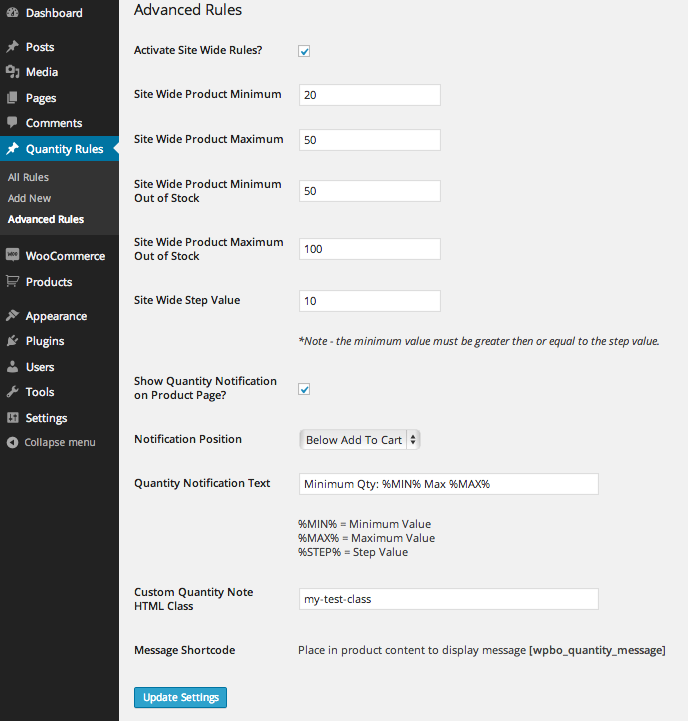 Dashboard
Posts
Media
Pages
Comments
Quantity Rules
All Rules
Add New
Advanced Rules
WooCommerce
Products
Appearance
Plugins
Users
Tools
Settings
Collapse menu
Advanced Rules
Activate Site Wide Rules?
Site Wide Product Minimum
20
Site Wide Product Maximum
50
Site Wide Product Minimum
Out of Stock
50
Site Wide Product Maximum
Out of Stock
100
Site Wide Step Value
10
*Note - the minimum value must be greater then or equal to the step value.
Show Quantity Notification
on Product Page?
Notification Position
Below Add To Cart
Quantity Notification Text
Minimum Qty: %MIN% Max %MAX%
%MIN% = Minimum Value
%MAX% = Maximum Value
%STEP% = Step Value
Custom Quantity Note
HTML Class
my-test-class
Message Shortcode
Place in product content to display message [wpbo_quantity_message]
Update Settings